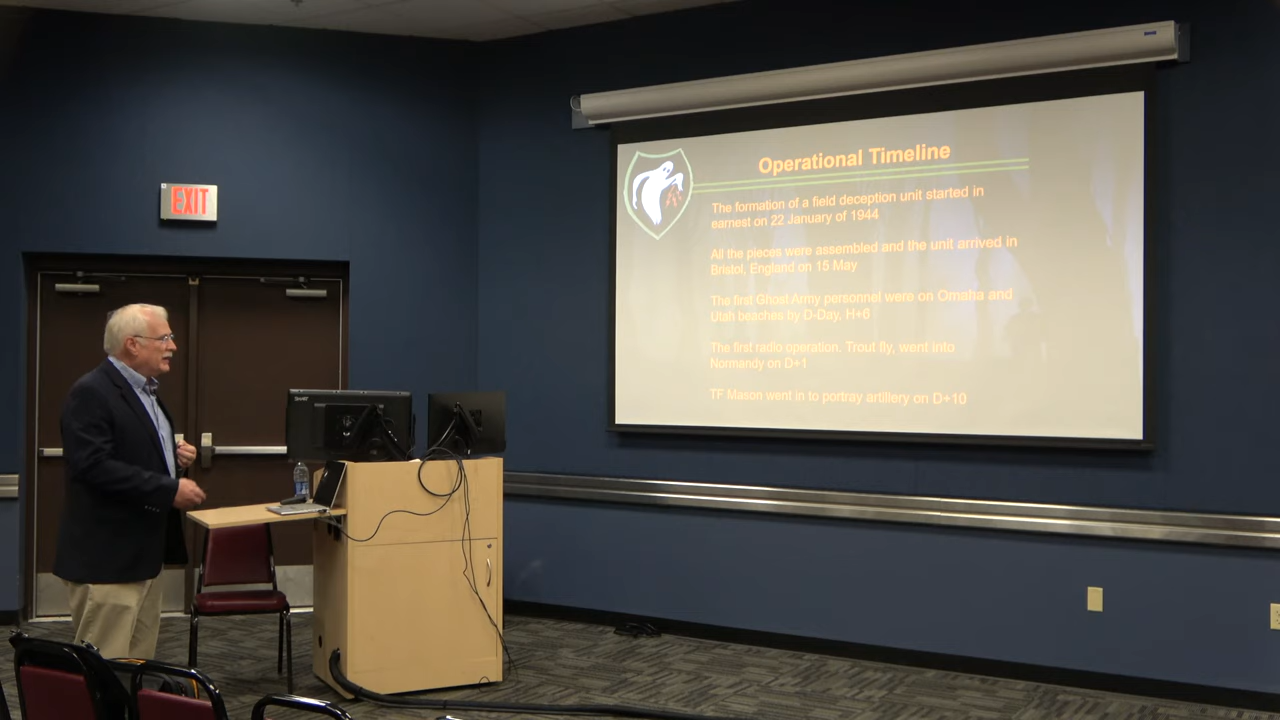 EXIT
Operational Timeline
The formation of a field deception unit started in
earnest on 22 January of 1944
All the pieces were assembled and the unit arrived in
Bristol, England on 15 May
The first Ghost Army personnel were on Omaha and
Utah beaches by D-Day, H+6
The first radio operation. Trout fly, went into
Normandy on D+1
TF Mason went in to portray artillery on D+10